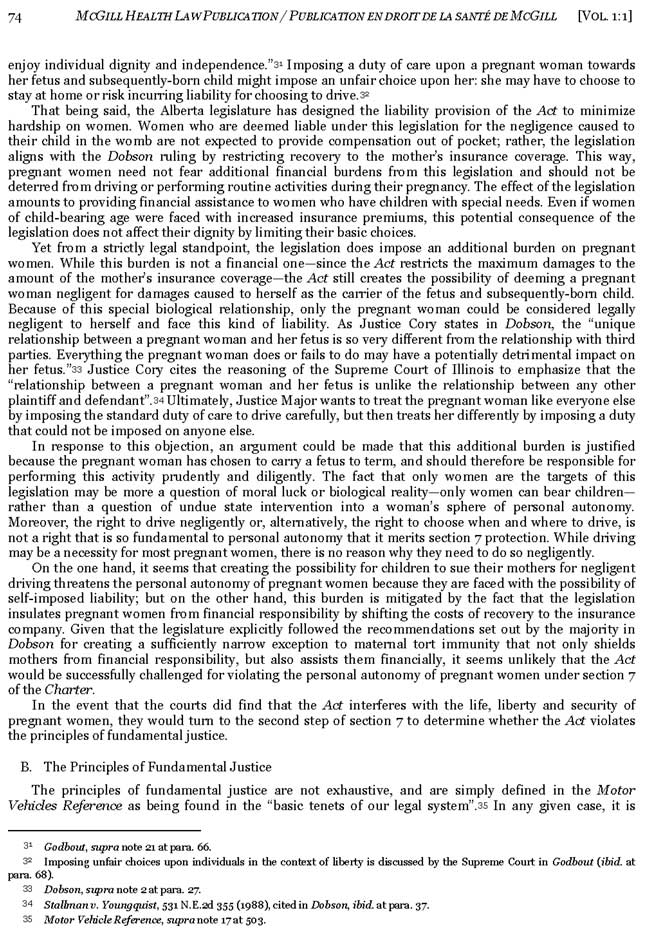 74 MCGILL HEALTH LAW PUBLICATION / PUBLICATION EN DROIT DE LA SANTÉ DE MCGILL [VOL. 1:1]
enjoy individual dignity and independence.”31 Imposing a duty of care upon a pregnant woman towards
her fetus and subsequently-born child might impose an unfair choice upon her: she may have to choose to
stay at home or risk incurring liability for choosing to drive.32
That being said, the Alberta legislature has designed the liability provision of the Act to minimize
hardship on women. Women who are deemed liable under this legislation for the negligence caused to
their child in the womb are not expected to provide compensation out of pocket; rather, the legislation
aligns with the Dobson ruling by restricting recovery to the mother’s insurance coverage. This way,
pregnant women need not fear additional financial burdens from this legislation and should not be
deterred from driving or performing routine activities during their pregnancy. The effect of the legislation
amounts to providing financial assistance to women who have children with special needs. Even if women
of child-bearing age were faced with increased insurance premiums, this potential consequence of the
legislation does not affect their dignity by limiting their basic choices.
Yet from a strictly legal standpoint, the legislation does impose an additional burden on pregnant
women. While this burden is not a financial one—since the Act restricts the maximum damages to the
amount of the mother’s insurance coverage—the Act still creates the possibility of deeming a pregnant
woman negligent for damages caused to herself as the carrier of the fetus and subsequently-born child.
Because of this special biological relationship, only the pregnant woman could be considered legally
negligent to herself and face this kind of liability. As Justice Cory states in Dobson, the “unique
relationship between a pregnant woman and her fetus is so very different from the relationship with third
parties. Everything the pregnant woman does or fails to do may have a potentially detrimental impact on
her fetus.”33 Justice Cory cites the reasoning of the Supreme Court of Illinois to emphasize that the
“relationship between a pregnant woman and her fetus is unlike the relationship between any other
plaintiff and defendant”.34 Ultimately, Justice Major wants to treat the pregnant woman like everyone else
by imposing the standard duty of care to drive carefully, but then treats her differently by imposing a duty
that could not be imposed on anyone else.
In response to this objection, an argument could be made that this additional burden is justified
because the pregnant woman has chosen to carry a fetus to term, and should therefore be responsible for
performing this activity prudently and diligently. The fact that only women are the targets of this
legislation may be more a question of moral luck or biological reality—only women can bear children—
rather than a question of undue state intervention into a woman’s sphere of personal autonomy.
Moreover, the right to drive negligently or, alternatively, the right to choose when and where to drive, is
not a right that is so fundamental to personal autonomy that it merits section 7 protection. While driving
may be a necessity for most pregnant women, there is no reason why they need to do so negligently.
On the one hand, it seems that creating the possibility for children to sue their mothers for negligent
driving threatens the personal autonomy of pregnant women because they are faced with the possibility of
self-imposed liability; but on the other hand, this burden is mitigated by the fact that the legislation
insulates pregnant women from financial responsibility by shifting the costs of recovery to the insurance
company. Given that the legislature explicitly followed the recommendations set out by the majority in
Dobson for creating a sufficiently narrow exception to maternal tort immunity that not only shields
mothers from financial responsibility, but also assists them financially, it seems unlikely that the Act
would be successfully challenged for violating the personal autonomy of pregnant women under section 7
of the Charter.
In the event that the courts did find that the Act interferes with the life, liberty and security of
pregnant women, they would turn to the second step of section 7 to determine whether the Act violates
the principles of fundamental justice.
B. The Principles of Fundamental Justice
The principles of fundamental justice are not exhaustive, and are simply defined in the Motor
Vehicles Reference as being found in the “basic tenets of our legal system”.35 In any given case, it is
31 Godbout, supra note 21 at para. 66.
32 Imposing unfair choices upon individuals in the context of liberty is discussed by the Supreme Court in Godbout (ibid. at
para. 68).
33 Dobson, supra note 2 at para. 27.
34 Stallman v. Youngquist, 531 N.E.2d 355 (1988), cited in Dobson, ibid. at para. 37.
35 Motor Vehicle Reference, supra note 17 at 503.